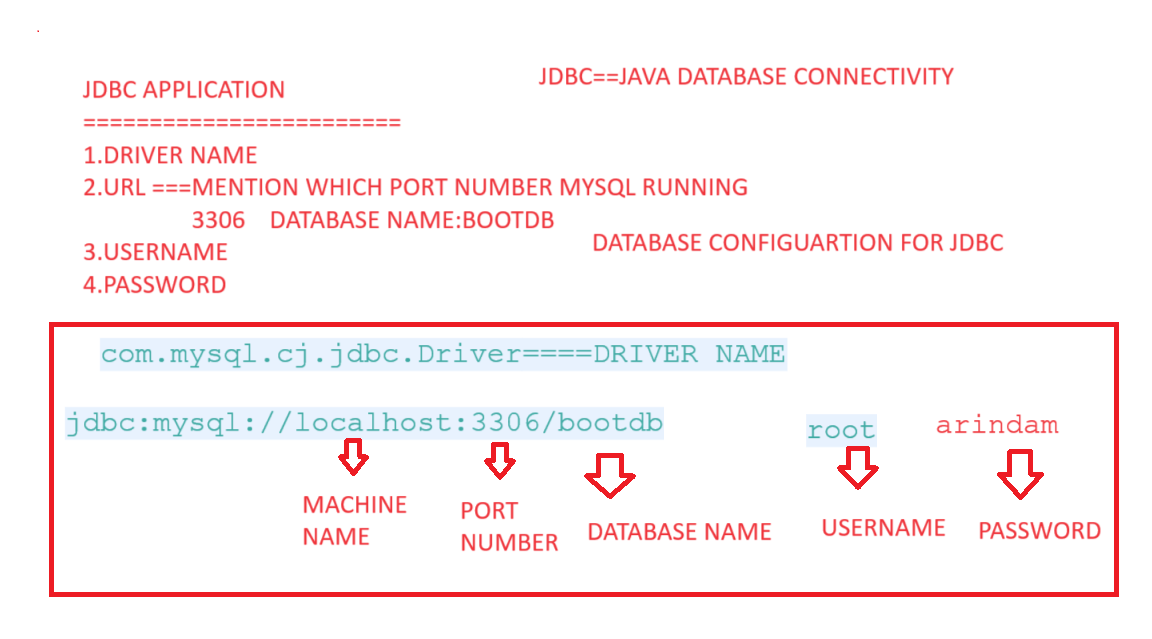 JDBC APPLICATION
JDBC==JAVA DATABASE CONNECTIVITY
========================
1.DRIVER NAME
2.URL ===MENTION WHICH PORT NUMBER MYSQL RUNNING
3306 DATABASE NAME:BOOTDB
DATABASE CONFIGUARTION FOR JDBC
3.USERNAME
4.PASSWORD
com.mysql.cj.jdbc.Driver====DRIVER NAME
jdbc:mysql://localhost:3306/bootdb
root
arindam
MACHINE
NAME
PORT
NUMBER
DATABASE NAME
USERNAME
PASSWORD